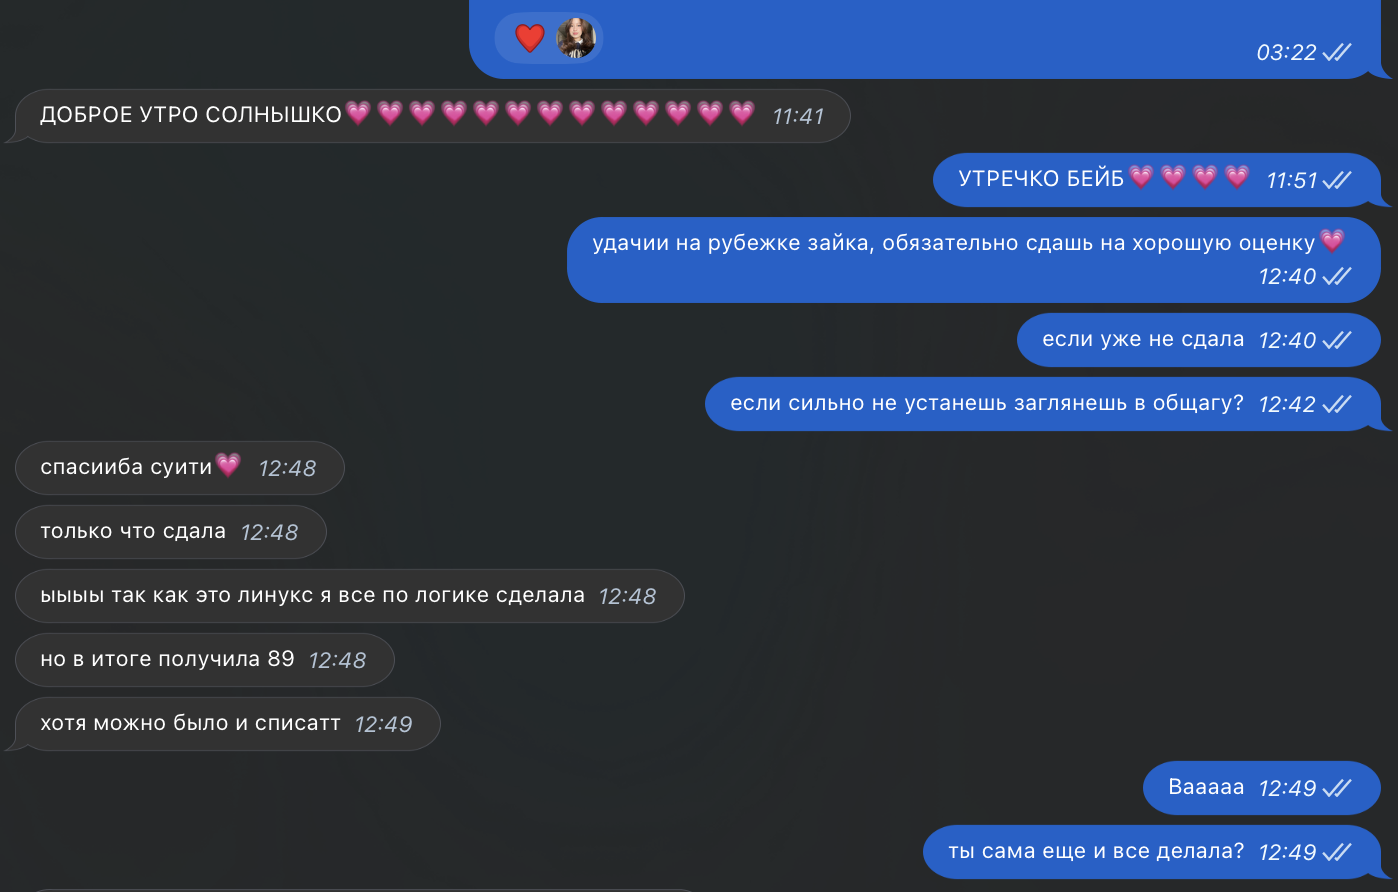 03:22
ДОБРОЕ УТРО СОЛНЫШКО💗💗💗💗💗💗💗💗💗💗💗💗💗 11:41
УТРЕЧКО БЕЙБ💗💗💗💗 11:51
удачии на рубежке зайка, обязательно сдашь на хорошую оценку💗
12:40
если уже не сдала 12:40
если сильно не устанешь заглянешь в общагу? 12:42
спасииба суити💗 12:48
только что сдала 12:48
ыыыы так как это линукс я все по логике сделала 12:48
но в итоге получила 89 12:48
хотя можно было и списатт 12:49
Вааааа 12:49
ты сама еще и все делала? 12:49